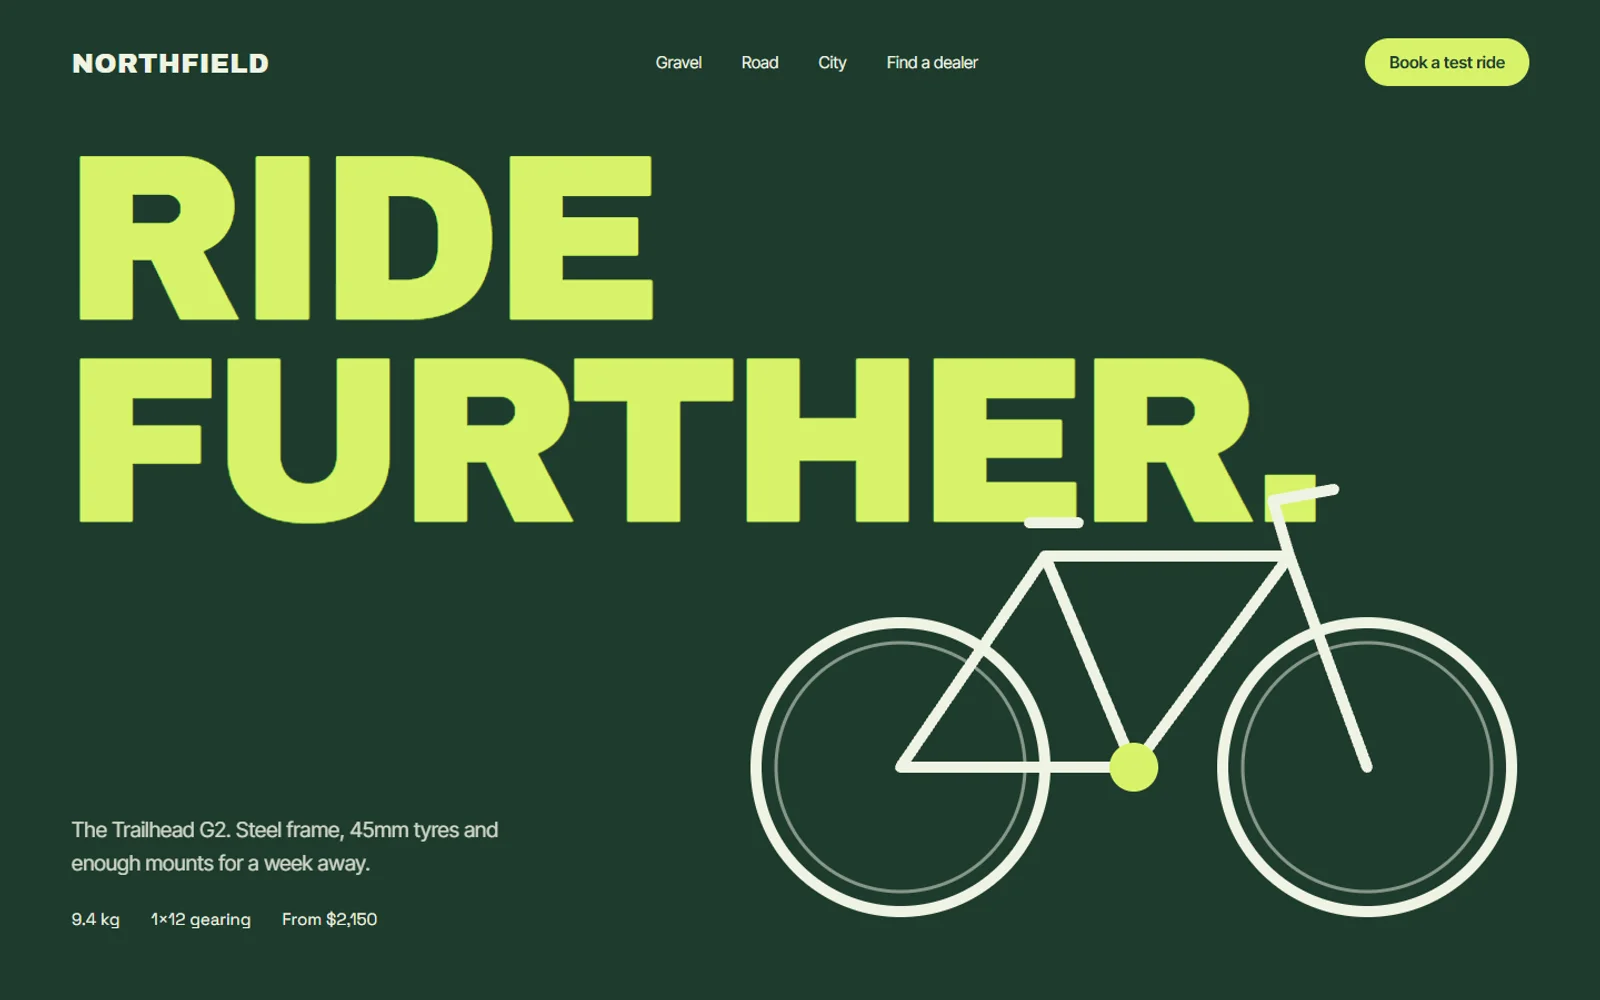 NORTHFIELD
Gravel
Road
City
Find a dealer
Book a test ride
RIDE
FURTHER.
The Trailhead G2. Steel frame, 45mm tyres and
enough mounts for a week away.
9.4 kg
1×12 gearing
From $2,150